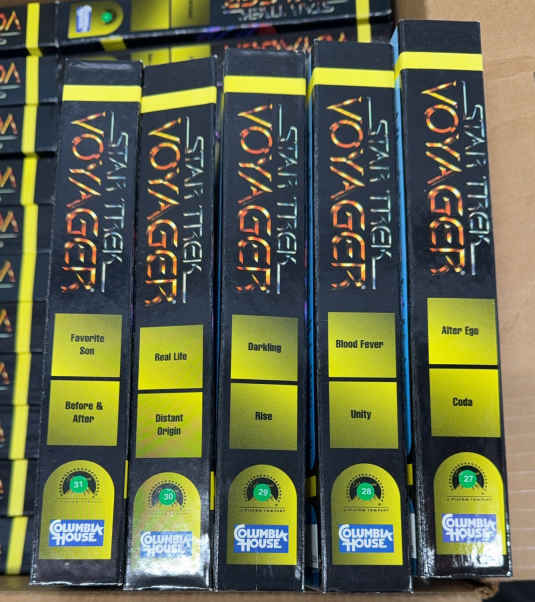 STAR TREK
VOYAGER
Favorite
Son
Before &
After
31
COLUMBIA
HOUSE
STAR TREK
VOYAGER
Real Life
Distant
Origin
30
COLUMBIA
HOUSE
STAR TREK
VOYAGER
Darkling
Rise
29
COLUMBIA
HOUSE
STAR TREK
VOYAGER
Blood Fever
Unity
28
COLUMBIA
HOUSE
STAR TREK
VOYAGER
Alter Ego
Coda
27
A VIACOM COMPANY
COLUMBIA
HOUSE